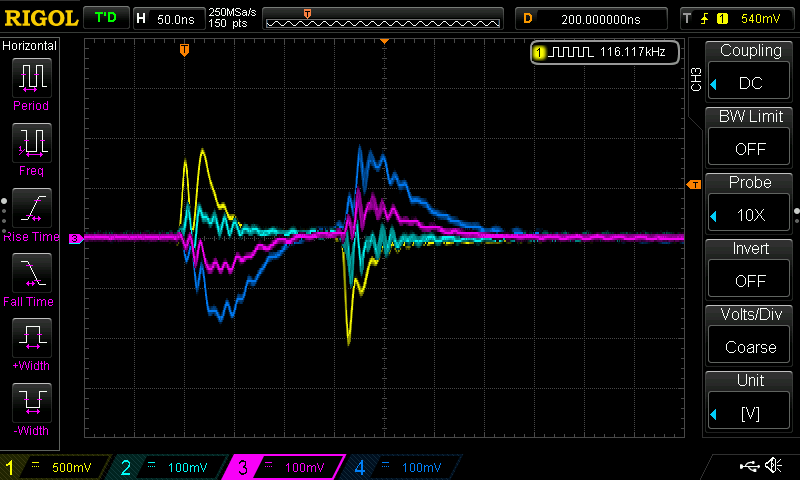 RIGOL T'D H 50.0ns 250MSa/s
150 pts
T
D 200.000000ns T 1 540mV
Horizontal
Period
Freq
Rise Time
Fall Time
+Width
-Width
T
1 116.117kHz
3
T
CH3
Coupling
DC
BW Limit
OFF
Probe
10X
Invert
OFF
Volts/Div
Coarse
Unit
[V]
1 500mV 2 100mV 3 100mV 4 100mV